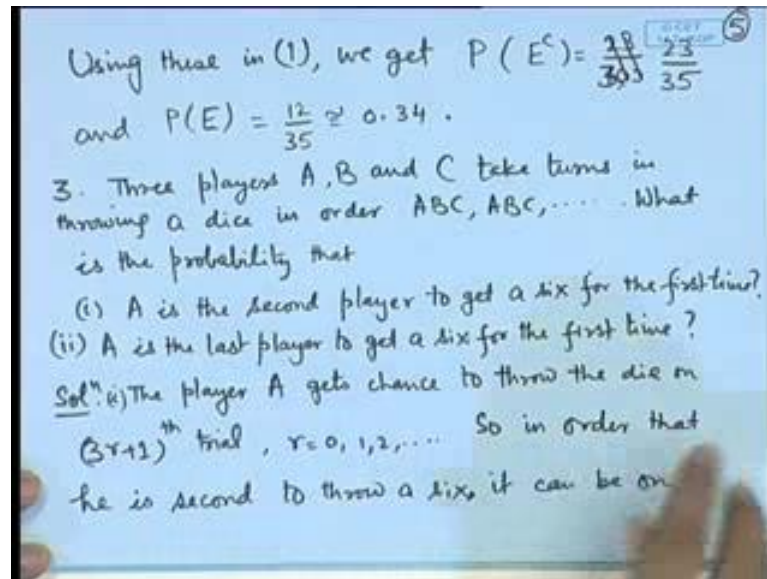 5
Using these in (1), we get P(Eᶜ) = 23/35
and P(E) = 12/35 ≈ 0.34 .
3. Three players A, B and C take turns in
throwing a dice in order ABC, ABC, ..... . What
is the probability that
(i) A is the second player to get a six for the first time?
(ii) A is the last player to get a six for the first time?
Solⁿ. (i) The player A gets chance to throw the die on
(3r+1)ᵗʰ trial, r=0, 1,2,.... So in order that
he is second to throw a six, it can be on